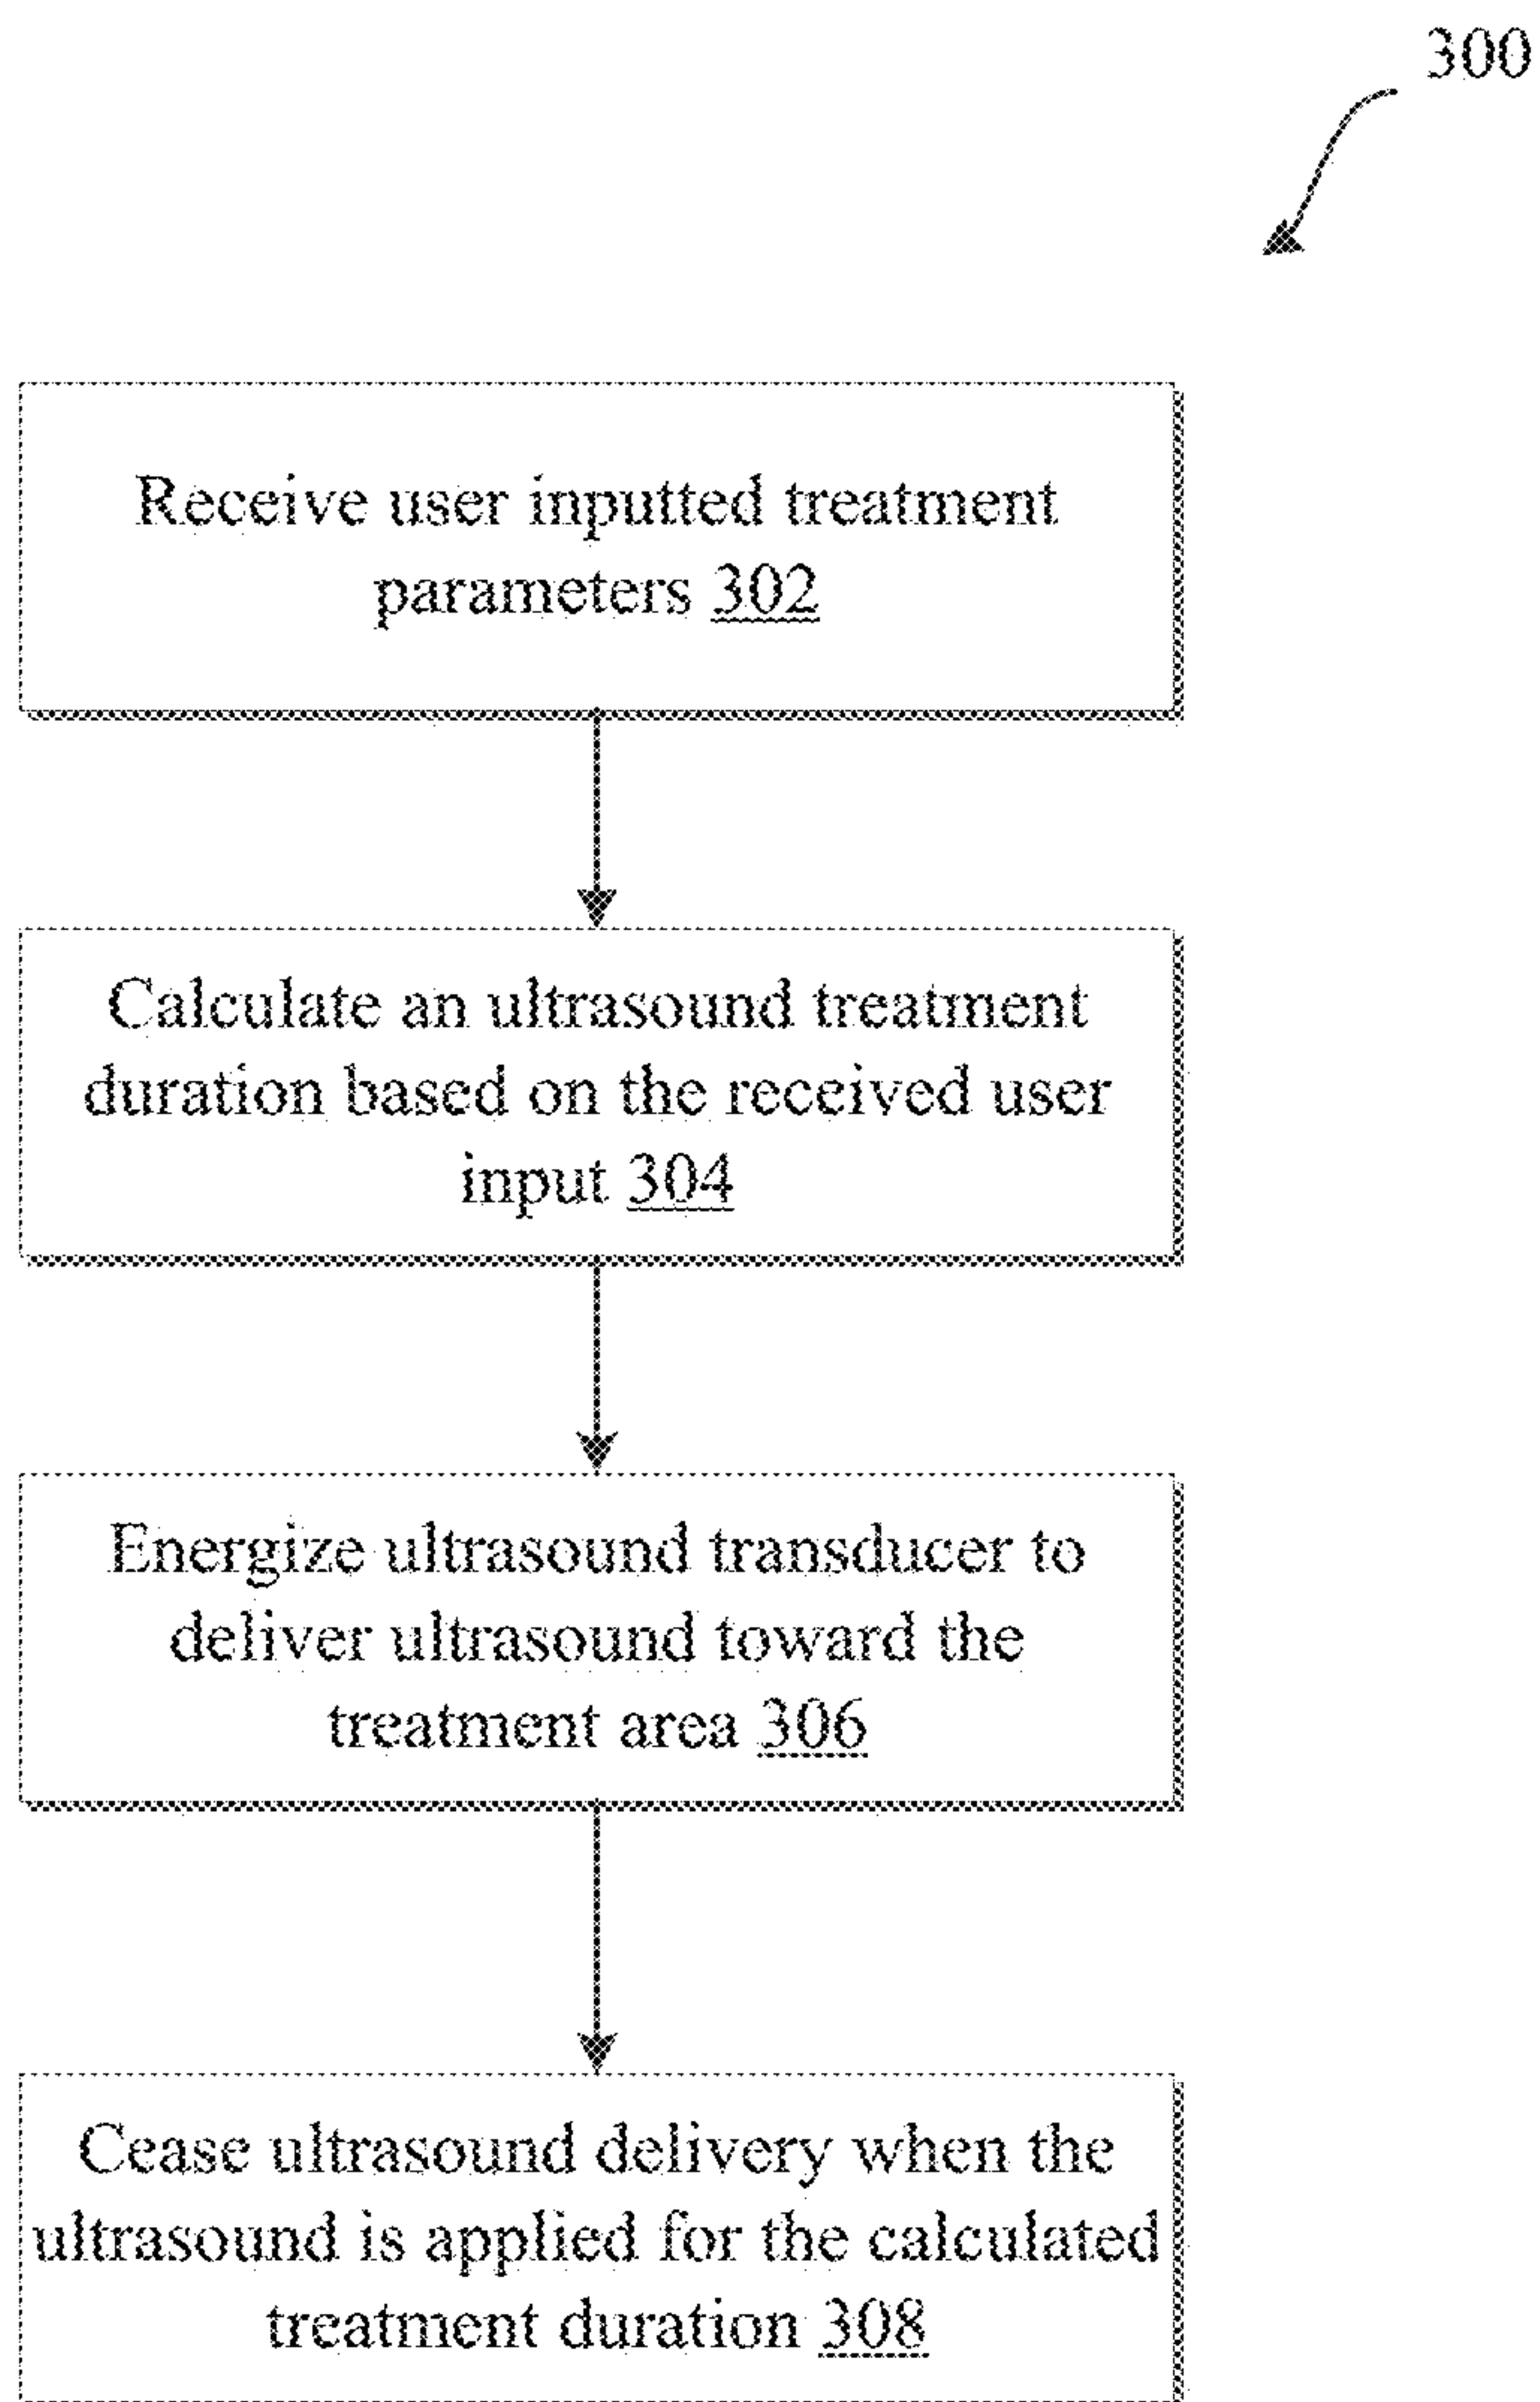 300
Receive user inputted treatment
parameters 302
Calculate an ultrasound treatment
duration based on the received user
input 304
Energize ultrasound transducer to
deliver ultrasound toward the
treatment area 306
Cease ultrasound delivery when the
ultrasound is applied for the calculated
treatment duration 308